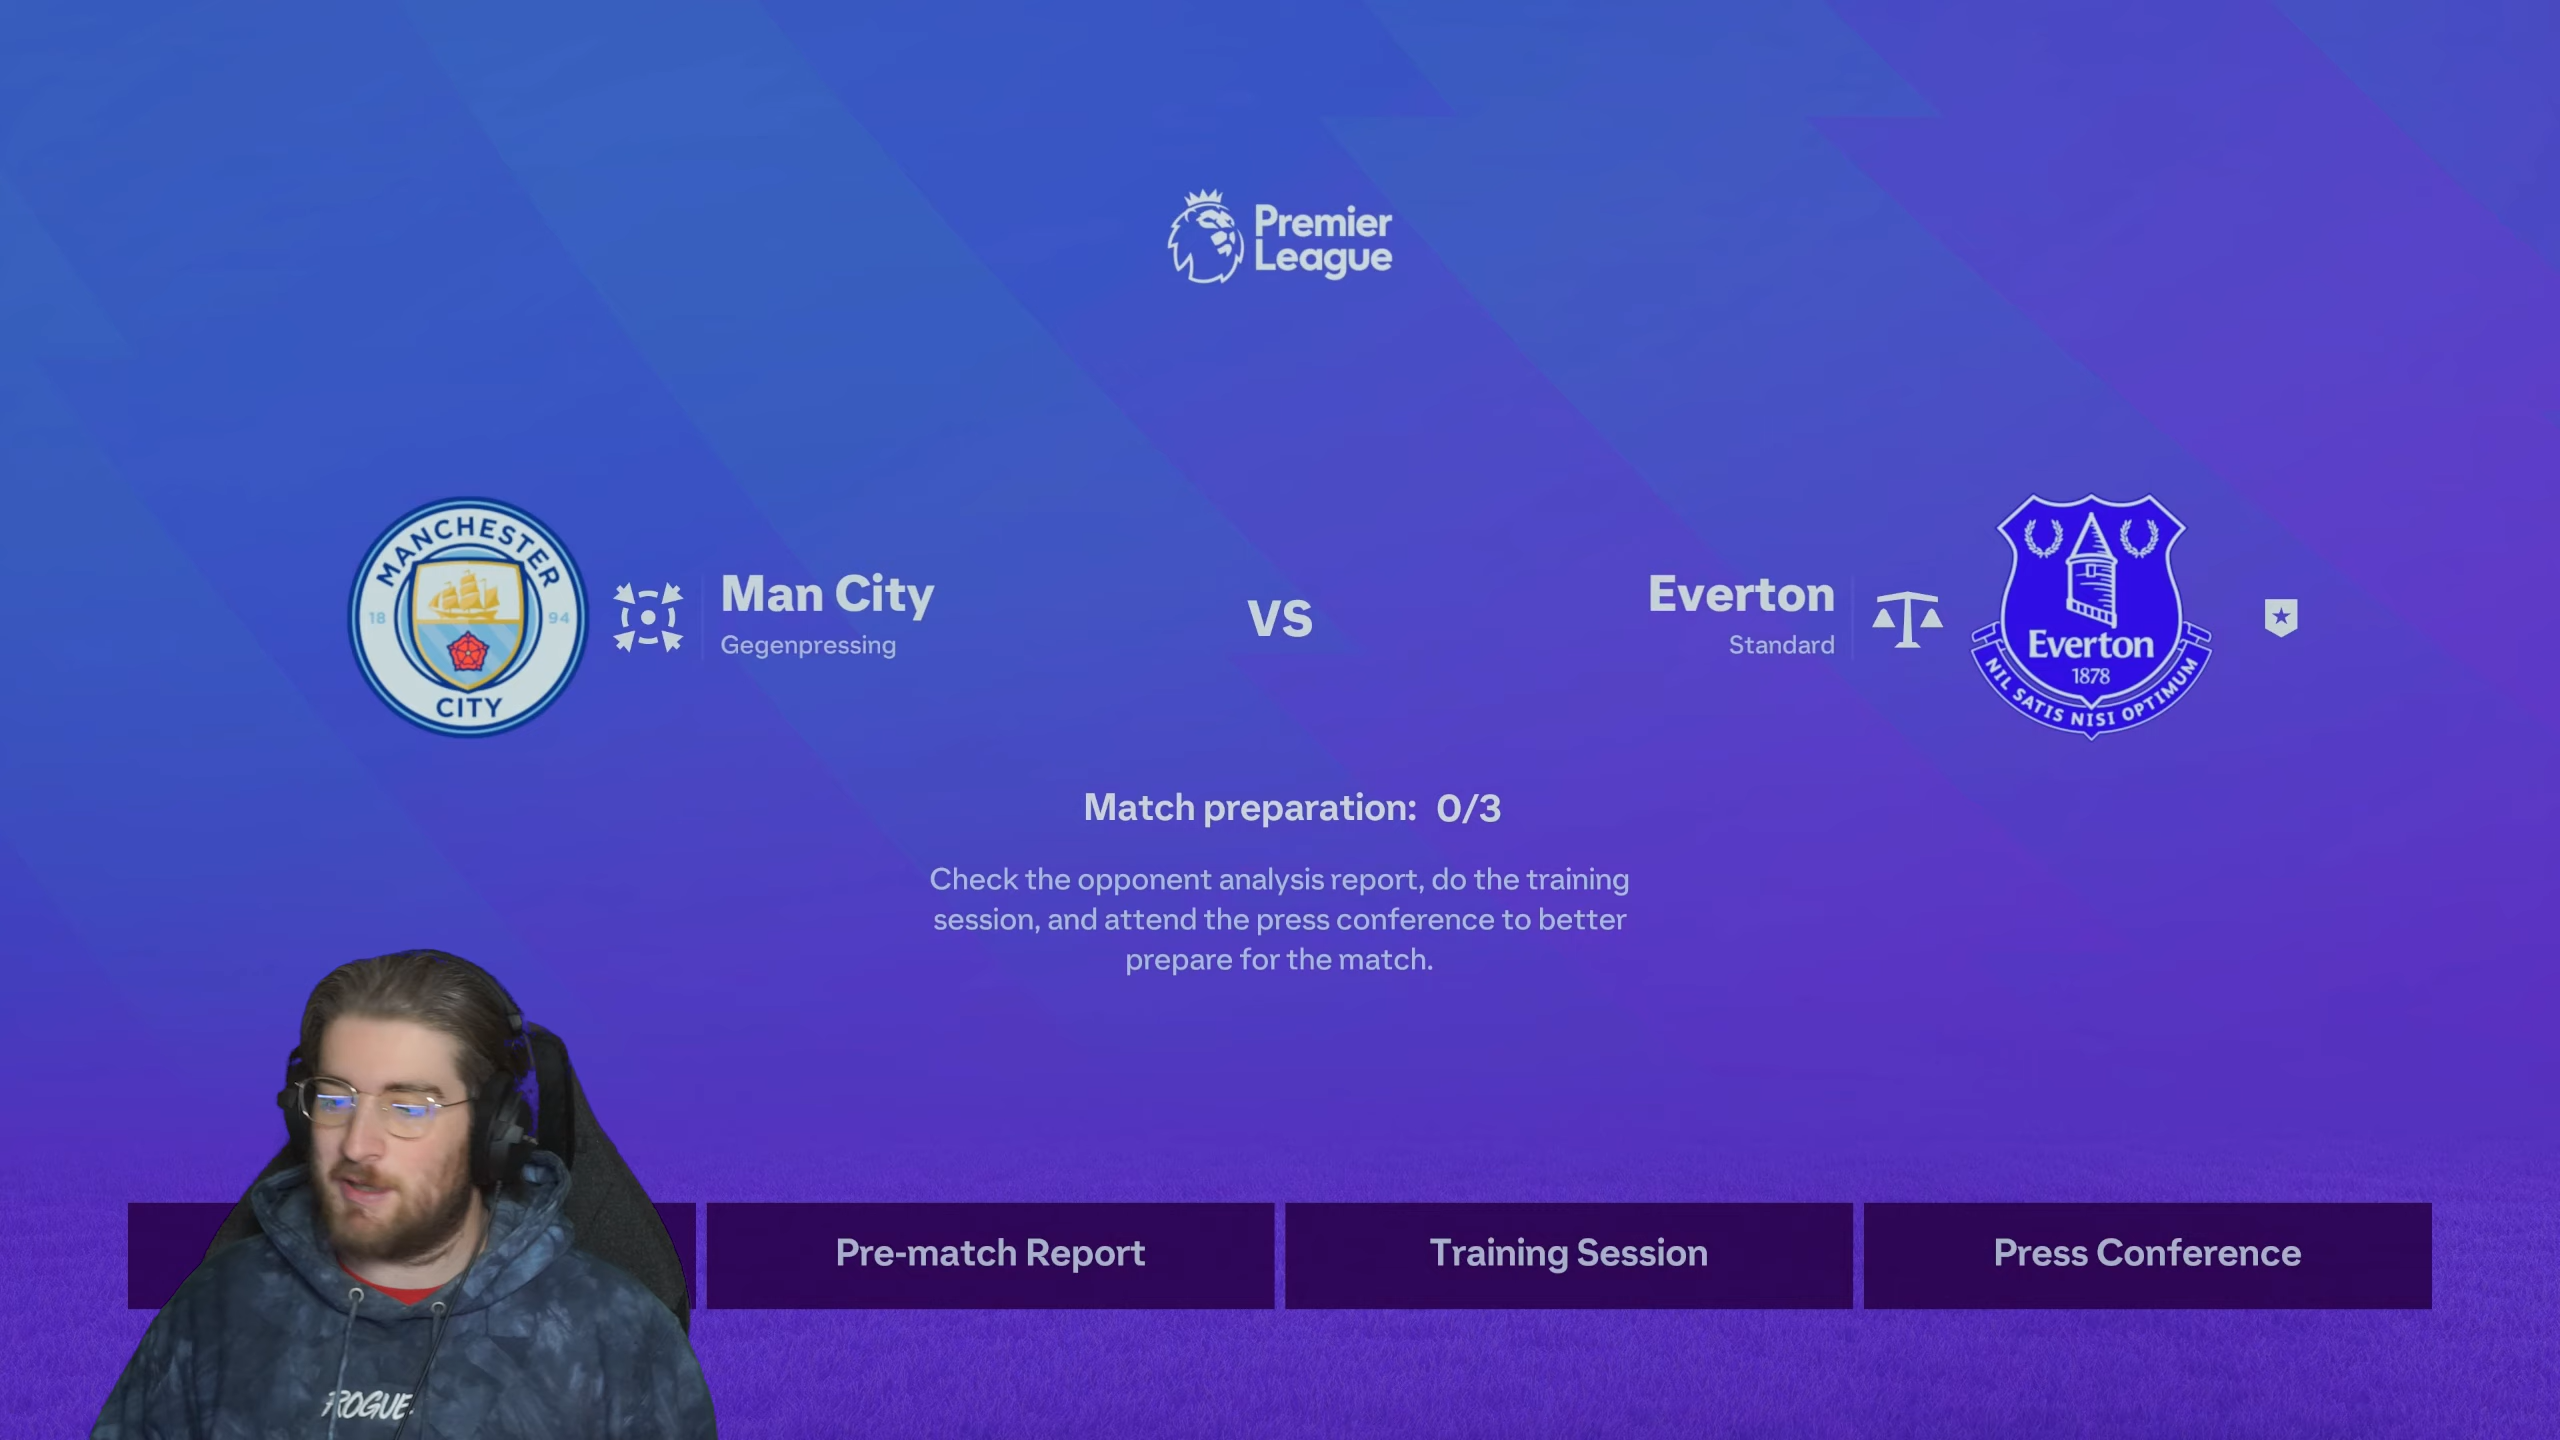 Premier
League
MANCHESTER
18 94
CITY
Man City
Gegenpressing
VS
Everton
Standard
Everton
1878
NIL SATIS NISI OPTIMUM
Match preparation: 0/3
Check the opponent analysis report, do the training
session, and attend the press conference to better
prepare for the match.
Pre-match Report
Training Session
Press Conference
ROGUE